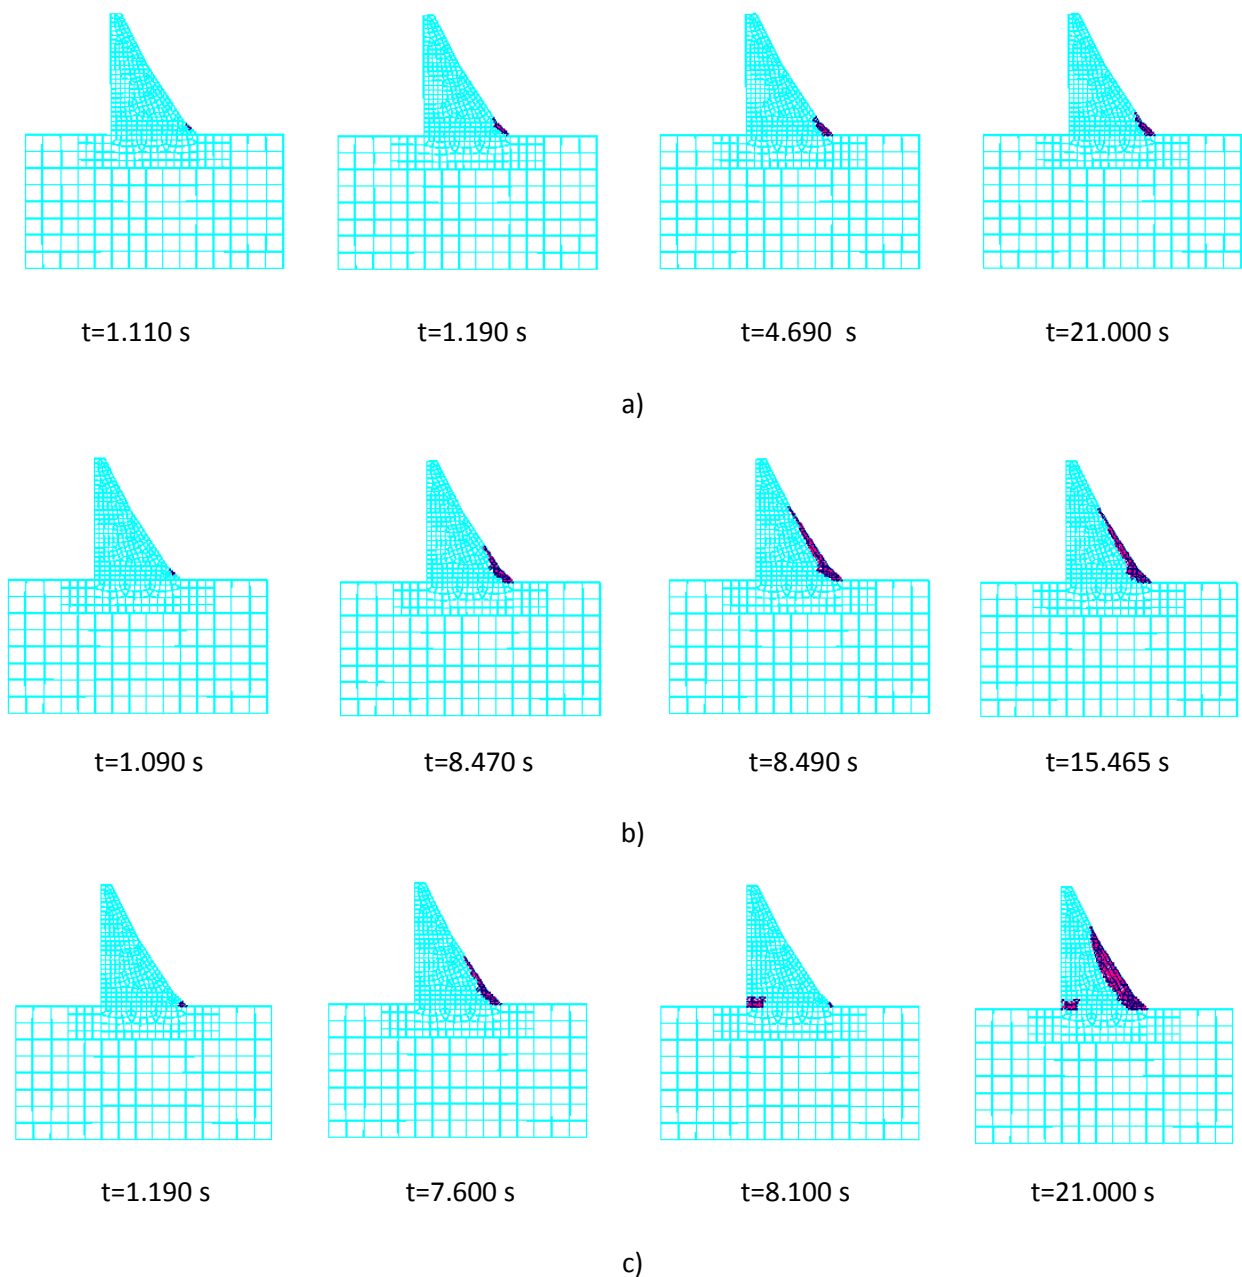 t=1.110 s t=1.190 s t=4.690 s t=21.000 s
a)
t=1.090 s t=8.470 s t=8.490 s t=15.465 s
b)
t=1.190 s t=7.600 s t=8.100 s t=21.000 s
c)